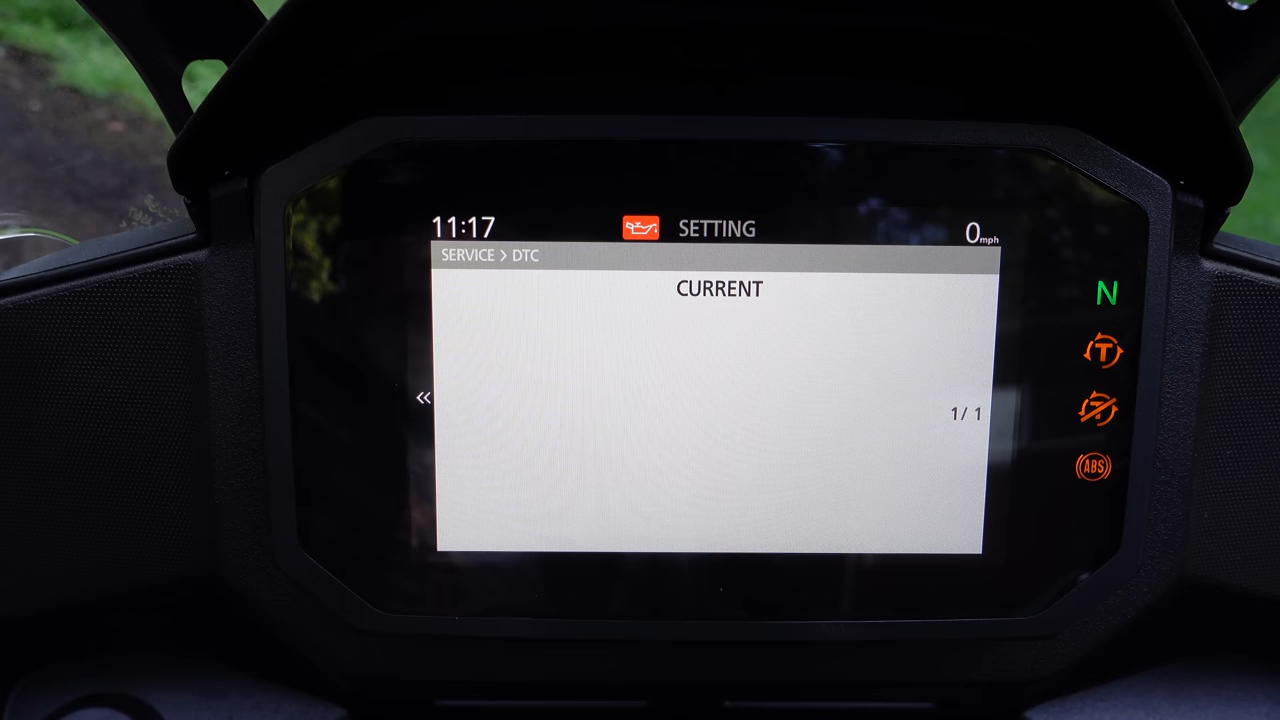 11:17 SETTING 0mph
SERVICE > DTC
CURRENT
N
T
«
T
1/ 1
ABS